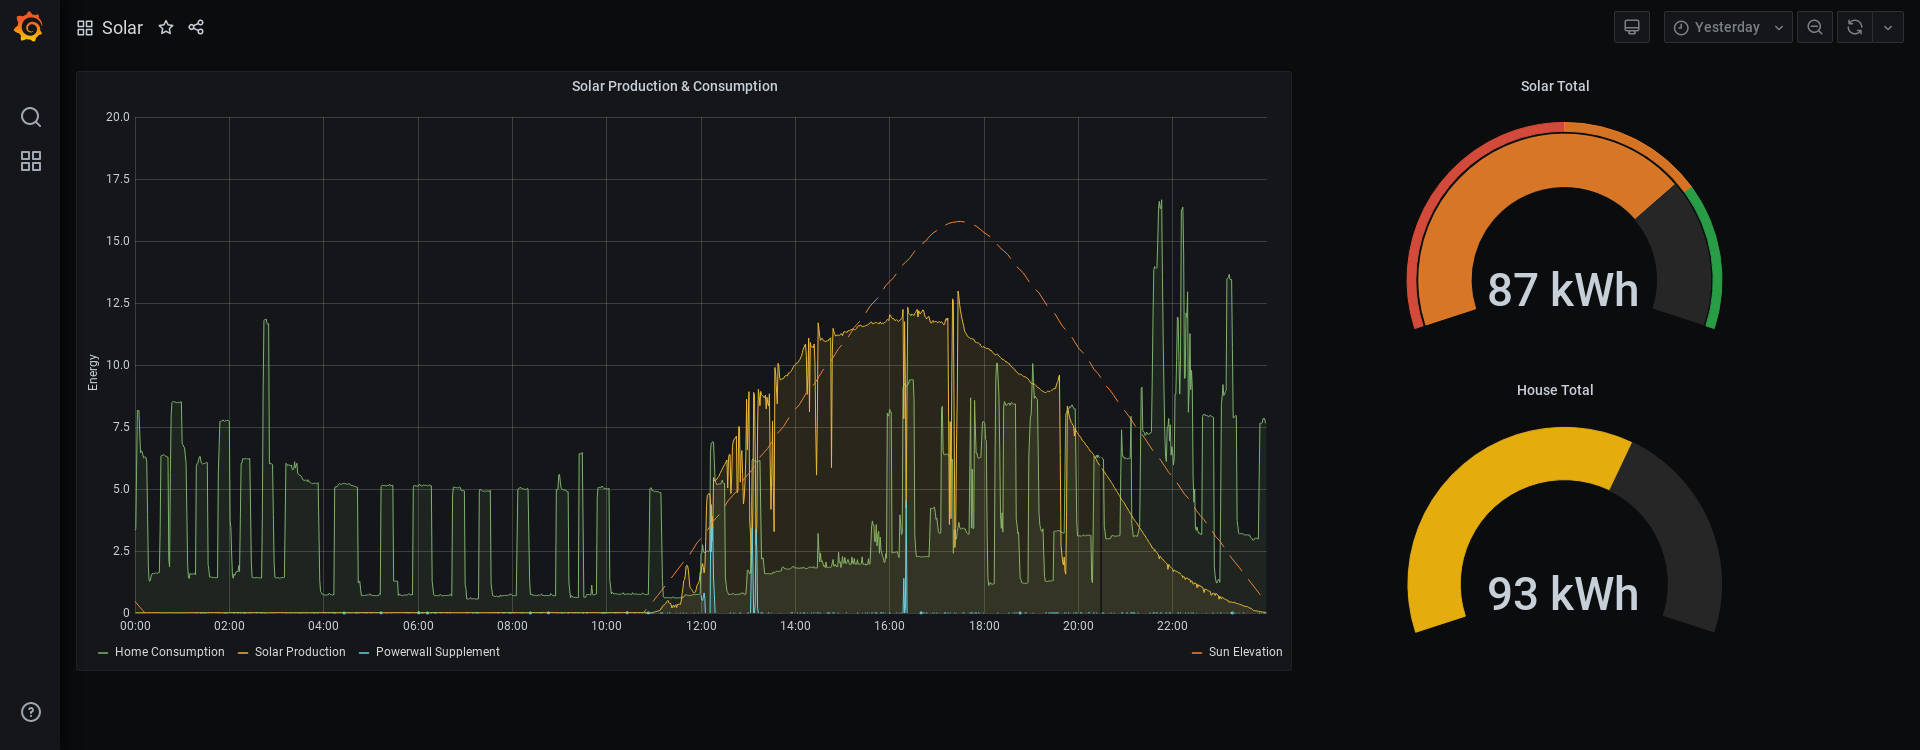 Solar
Yesterday
Solar Production & Consumption
20.0
17.5
15.0
12.5
10.0
7.5
5.0
2.5
0
Energy
00:00 02:00 04:00 06:00 08:00 10:00 12:00 14:00 16:00 18:00 20:00 22:00
Home Consumption Solar Production Powerwall Supplement Sun Elevation
Solar Total
87 kWh
House Total
93 kWh